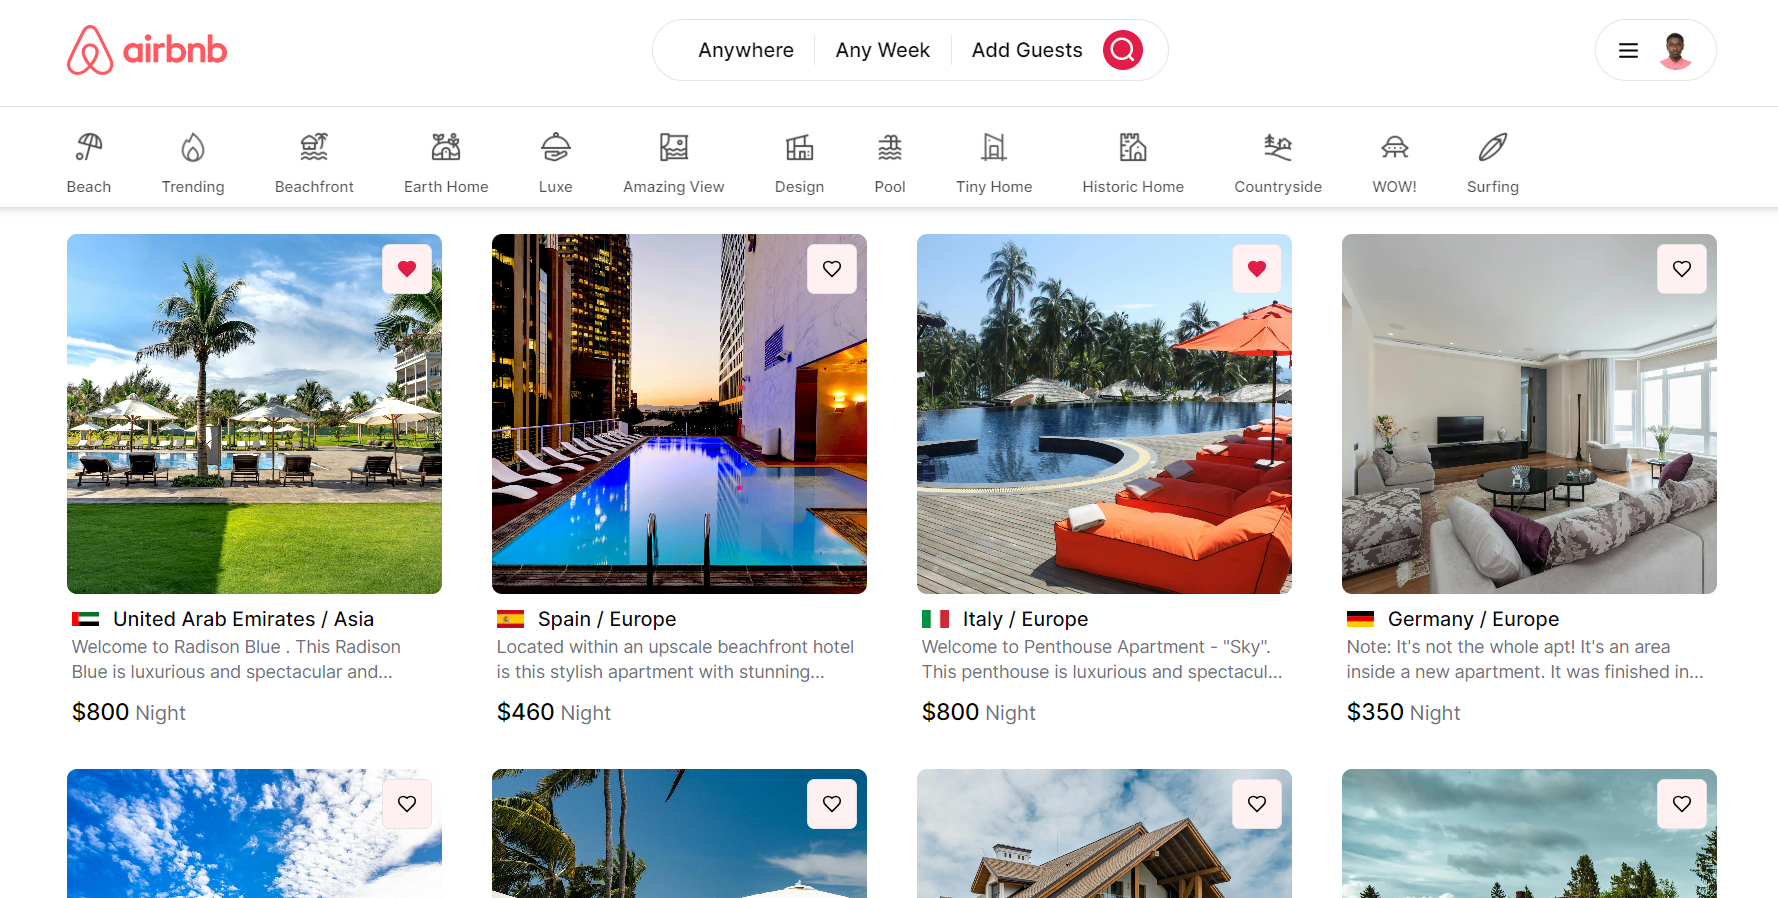 airbnb
Anywhere
Any Week
Add Guests
Beach
Trending
Beachfront
Earth Home
Luxe
Amazing View
Design
Pool
Tiny Home
Historic Home
Countryside
WOW!
Surfing
United Arab Emirates / Asia
Welcome to Radison Blue . This Radison
Blue is luxurious and spectacular and...
$800 Night
Spain / Europe
Located within an upscale beachfront hotel
is this stylish apartment with stunning...
$460 Night
Italy / Europe
Welcome to Penthouse Apartment - "Sky".
This penthouse is luxurious and spectacul...
$800 Night
Germany / Europe
Note: It's not the whole apt! It's an area
inside a new apartment. It was finished in...
$350 Night